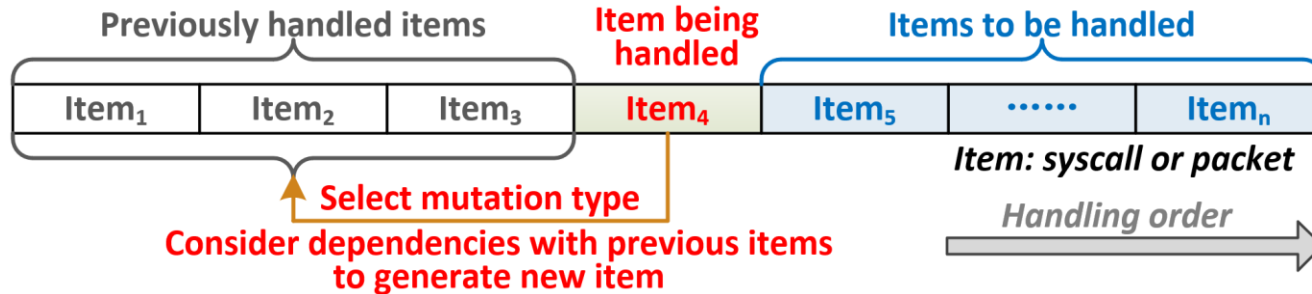 Previously handled items
Item being
handled
Items to be handled
Item₁ Item₂ Item₃ Item₄ Item₅ ······ Itemₙ
Item: syscall or packet
Select mutation type
Handling order
Consider dependencies with previous items
to generate new item